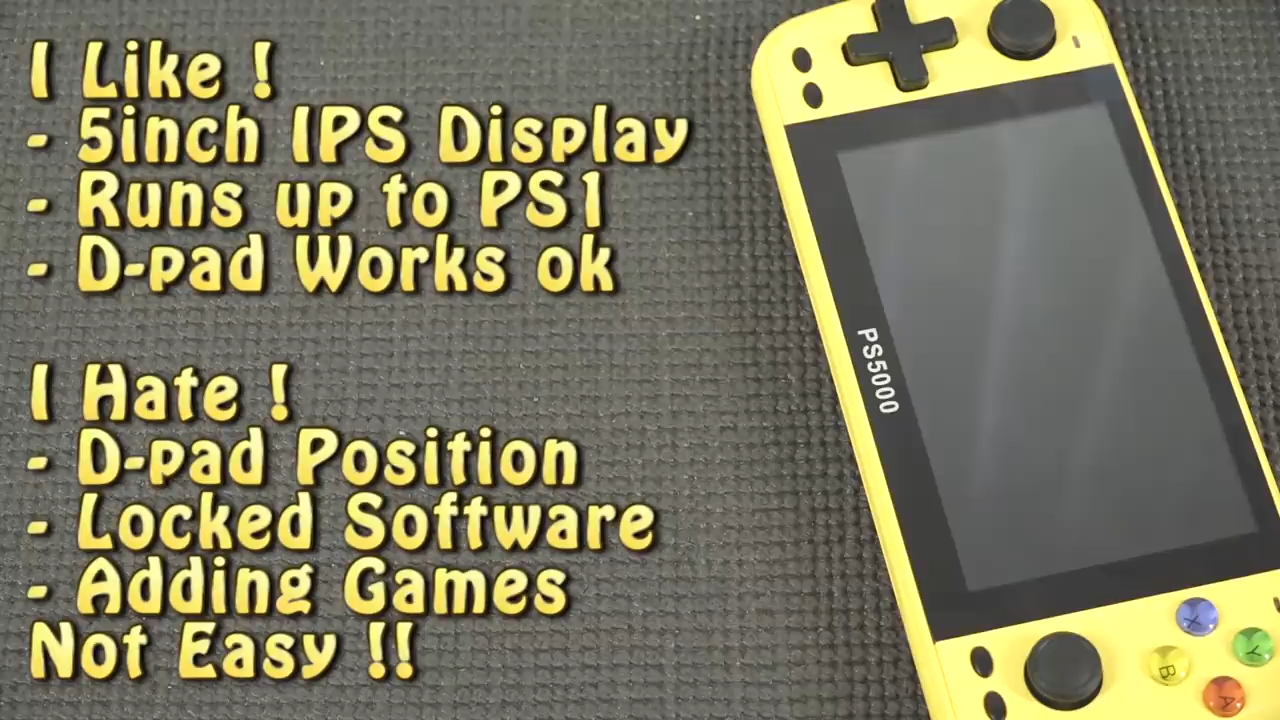 I Like !
- 5inch IPS Display
- Runs up to PS1
- D-pad Works ok
I Hate !
- D-pad Position
- Locked Software
- Adding Games
Not Easy !!
PS5000
X
Y
B
A